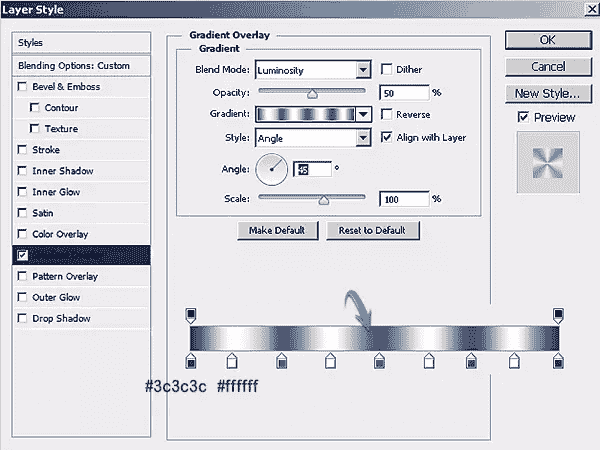 Layer Style
Styles
Blending Options: Custom
Bevel & Emboss
Contour
Texture
Stroke
Inner Shadow
Inner Glow
Satin
Color Overlay
Pattern Overlay
Outer Glow
Drop Shadow
Gradient Overlay
Gradient
Blend Mode: Luminosity Dither
Opacity: 50 %
Gradient: Reverse
Style: Angle Align with Layer
Angle: 45 °
Scale: 100 %
Make Default Reset to Default
#3c3c3c #ffffff
OK
Cancel
New Style...
Preview